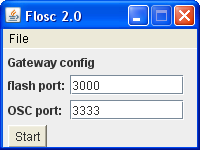 Flosc 2.0
File
Gateway config
flash port: 3000
OSC port: 3333
Start